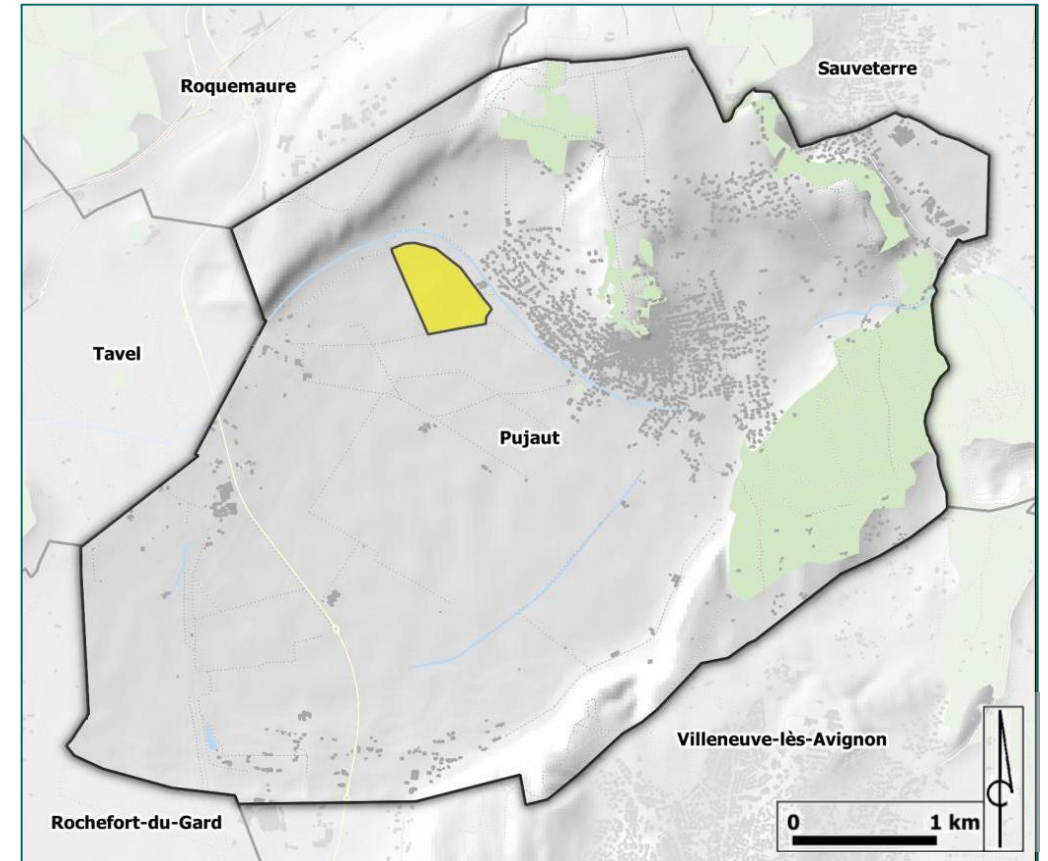 Sauveterre
Roquemaure
Tavel
Pujaut
Villeneuve-lès-Avignon
Rochefort-du-Gard
0 1 km